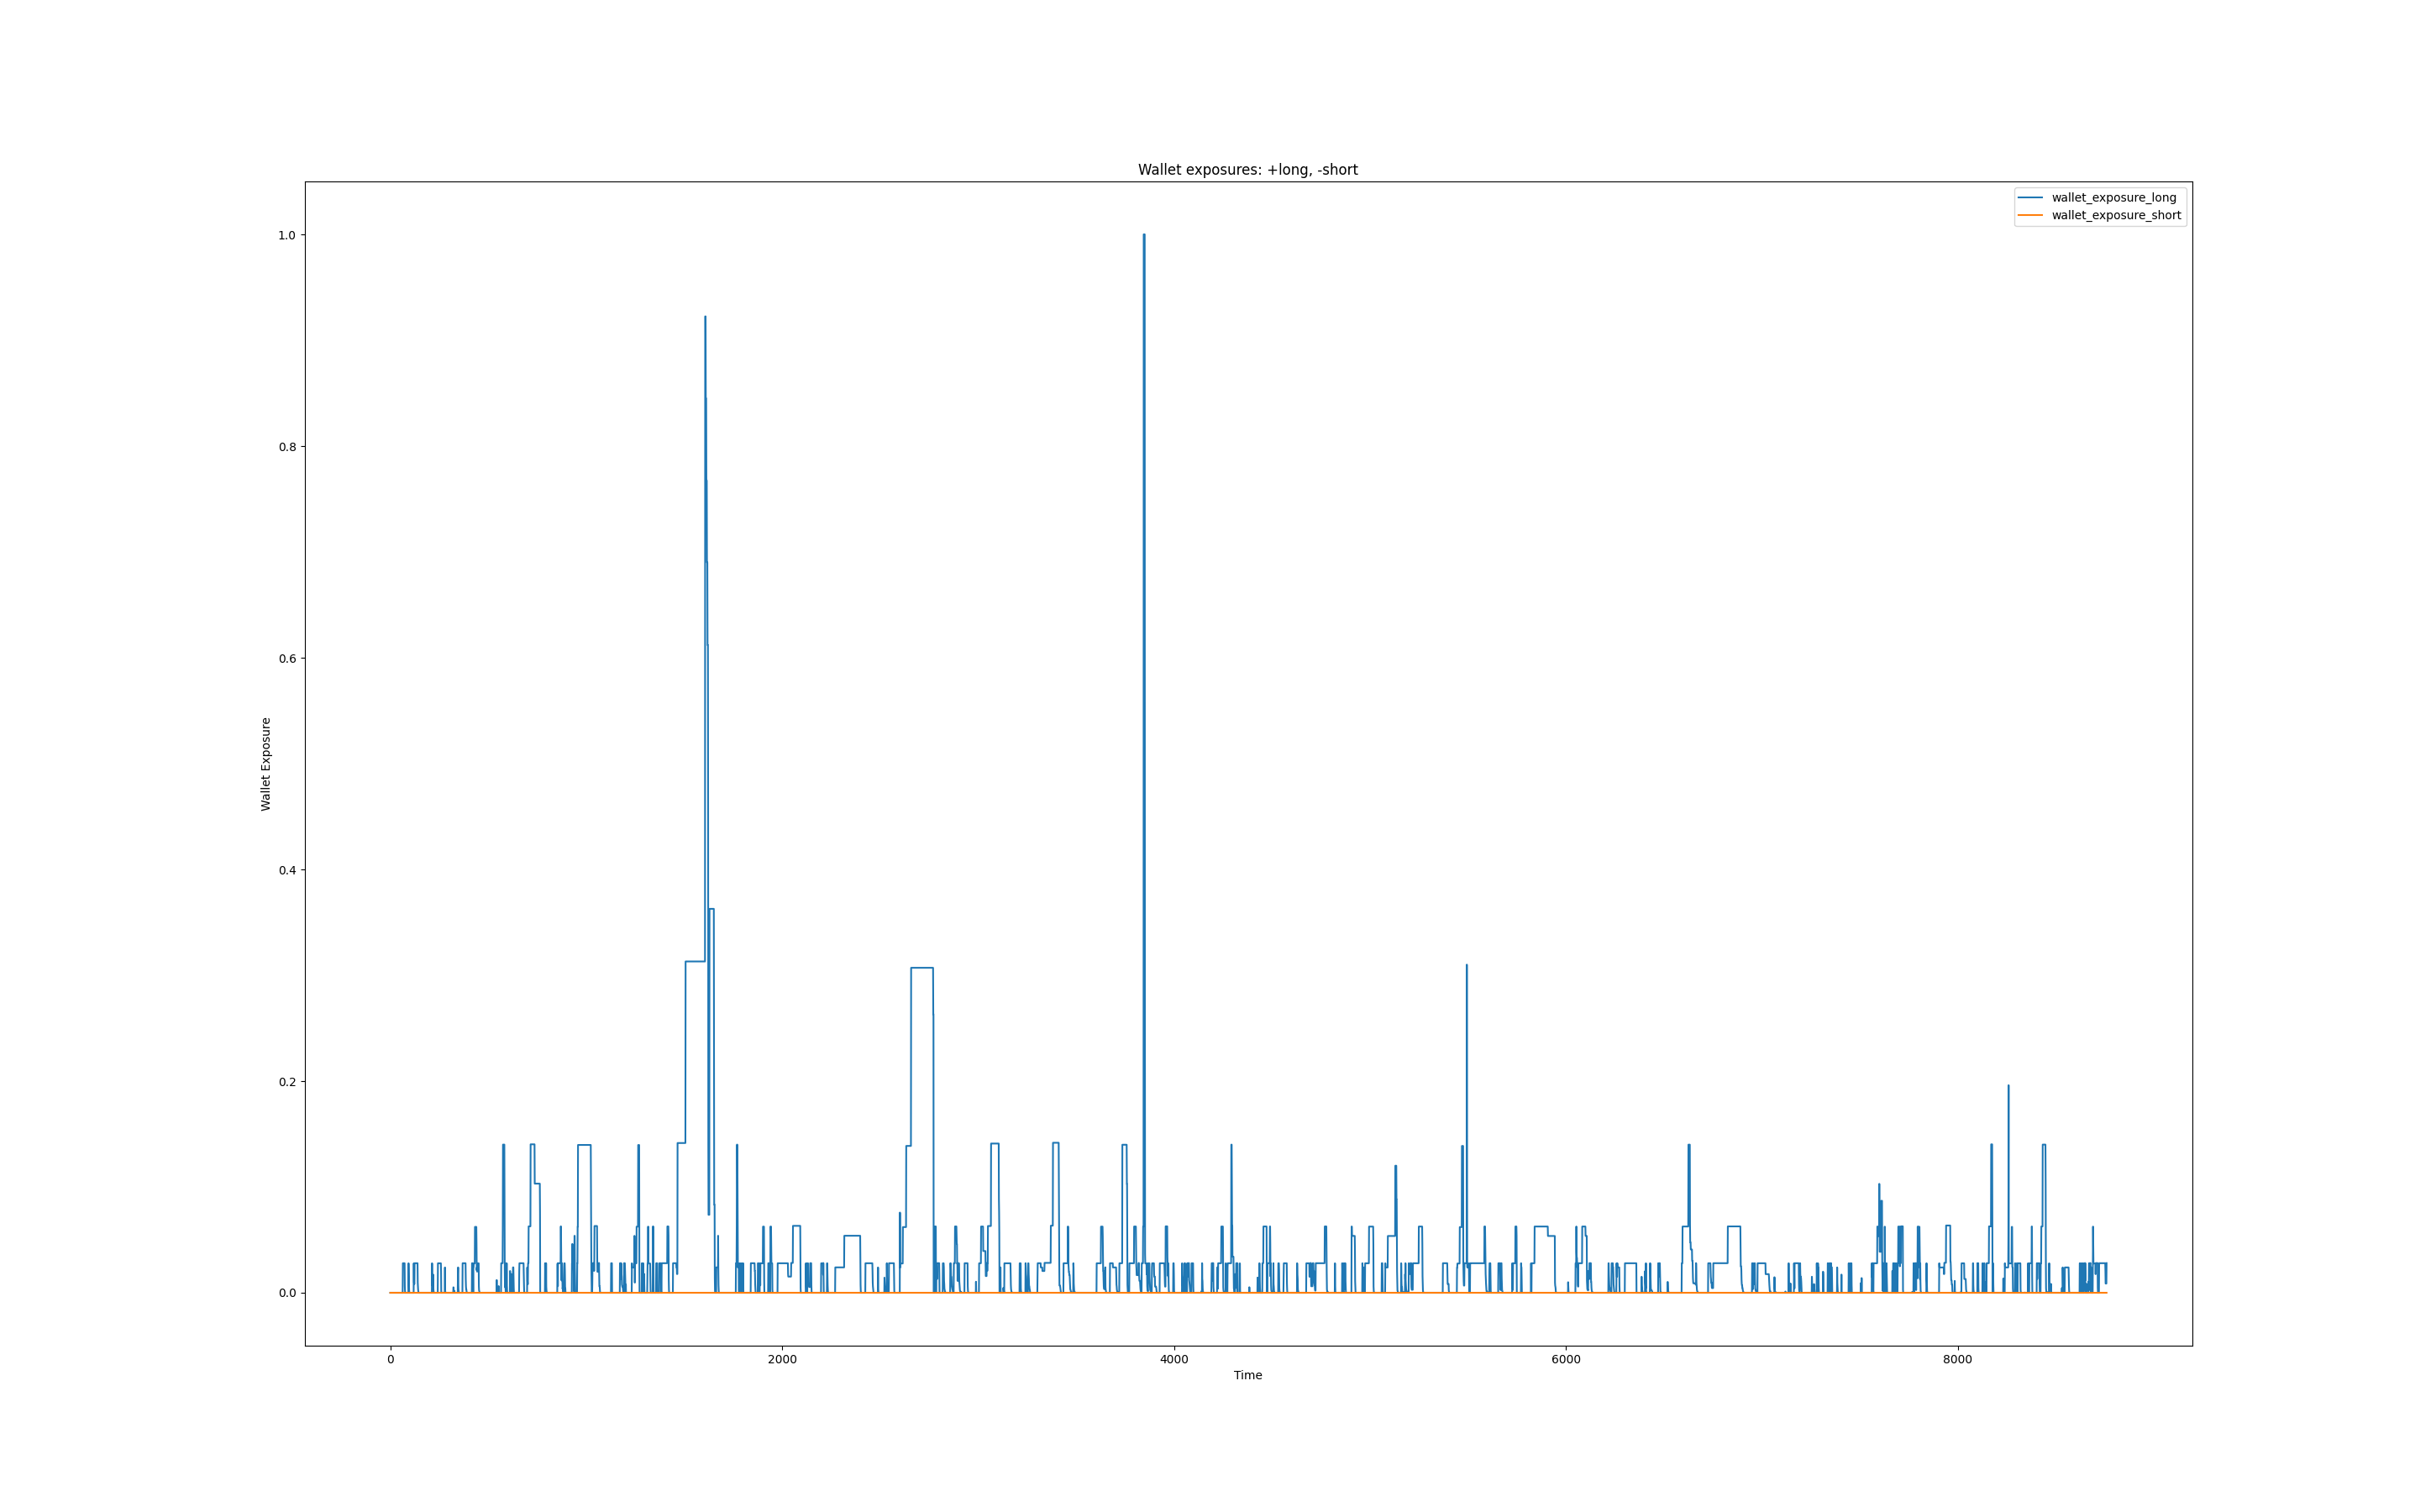 Wallet exposures: +long, -short
wallet_exposure_long
wallet_exposure_short
1.0
0.8
0.6
0.4
0.2
0.0
Wallet Exposure
0
2000
4000
6000
8000
Time